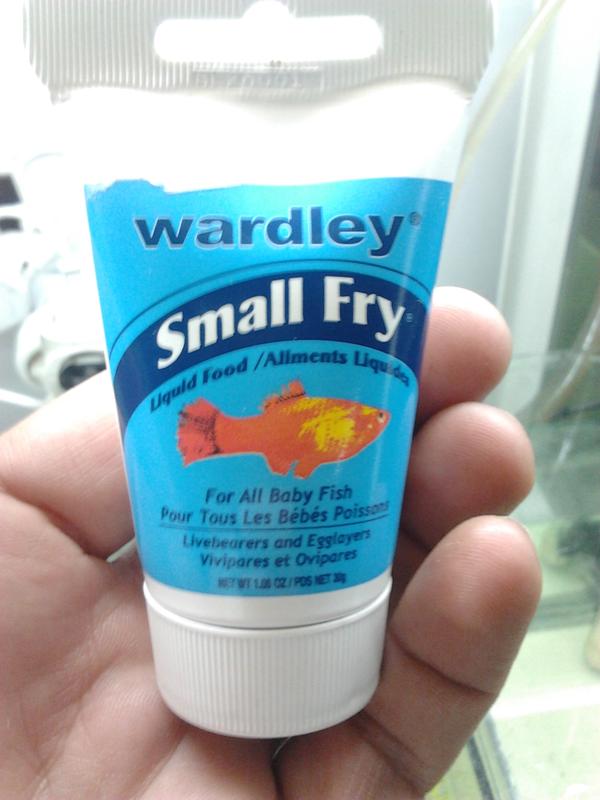 wardley®
Small Fry®
Liquid Food /Aliments Liquides
For All Baby Fish
Pour Tous Les Bébés Poissons
Livebearers and Egglayers
Vivipares et Ovipares
NET WT 1.06 OZ / PDS NET 30g